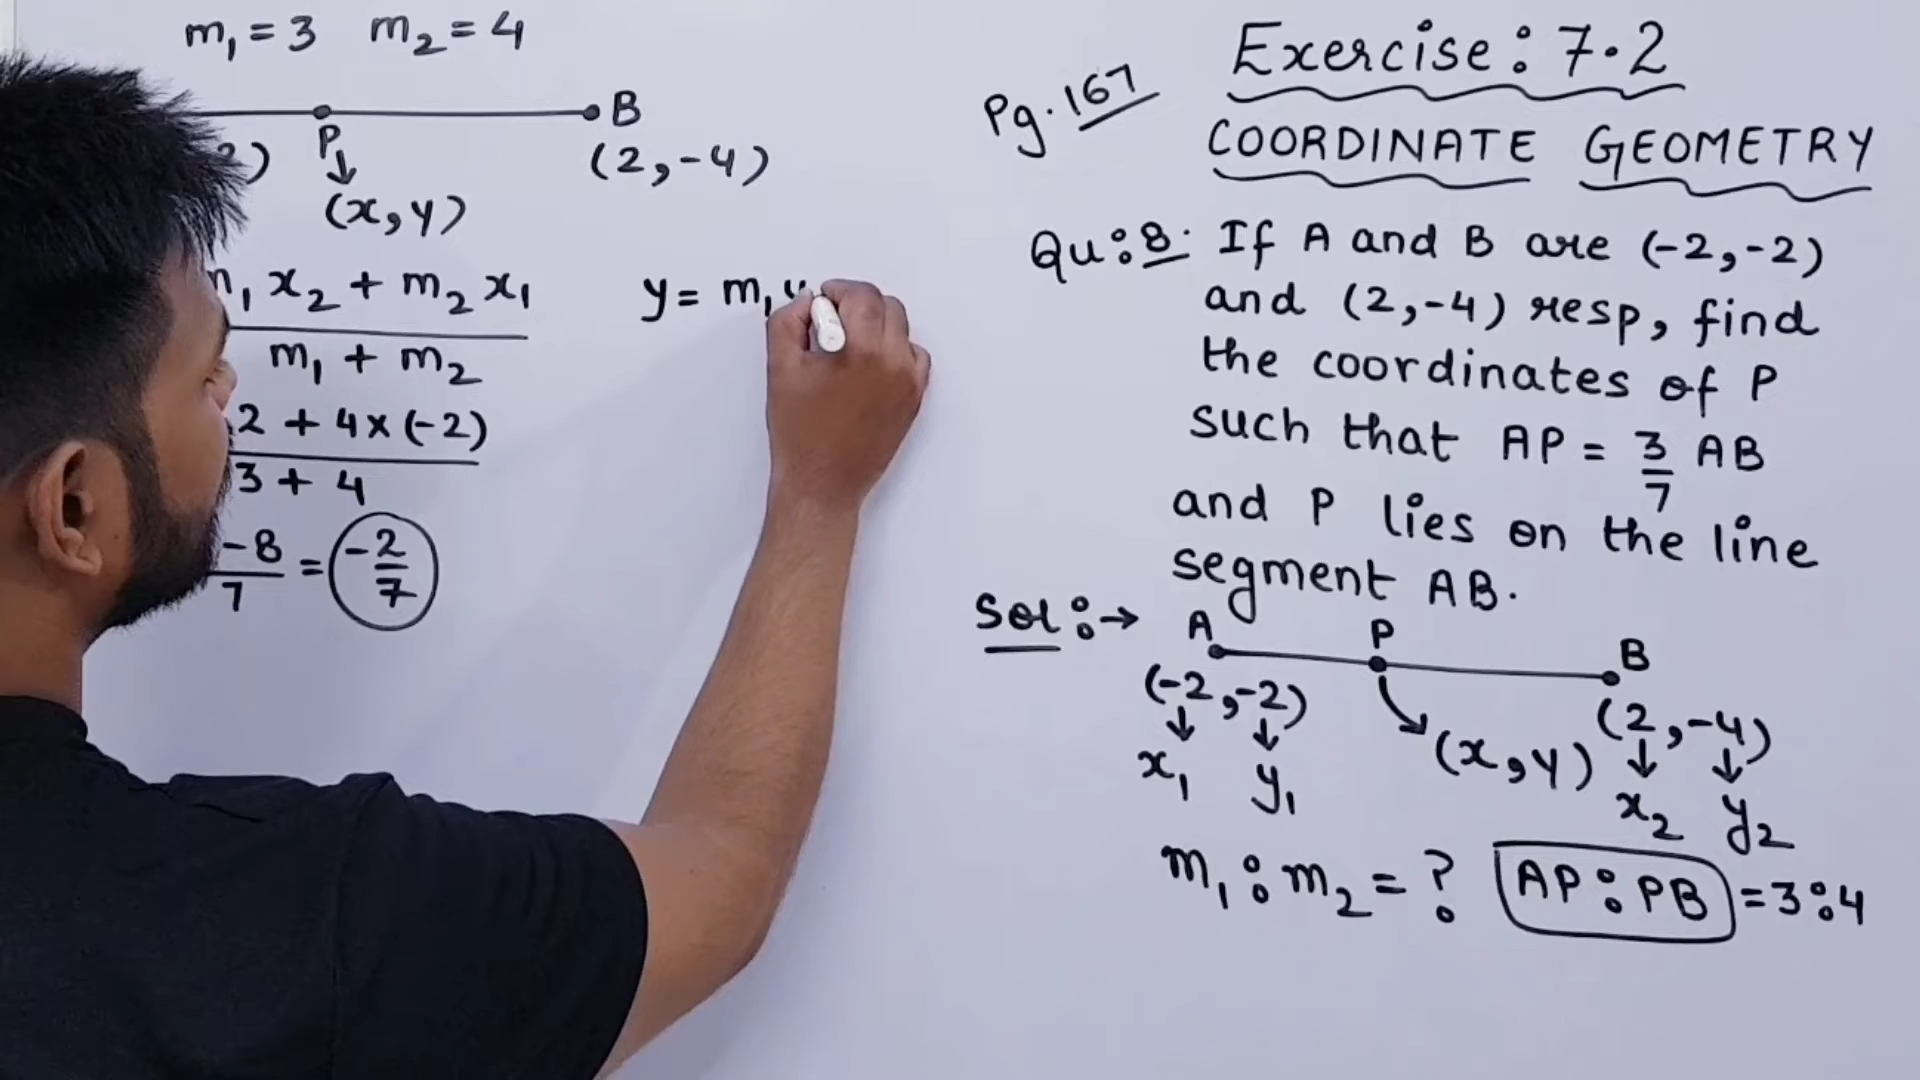 m₁ = 3 m₂ = 4
B
P
(2,-4)
(x,y)
x₂ + m₂x₁
m₁ + m₂
y = m₁
2 + 4×(-2)
3 + 4
-8/7 = -2/7
Exercise: 7.2
Pg. 167
COORDINATE GEOMETRY
Qu:8. If A and B are (-2,-2)
and (2,-4) resp, find
the coordinates of P
such that AP = 3/7 AB
and P lies on the line
segment AB.
Sol:→
A P B
(-2,-2) (x,y) (2,-4)
x₁ y₁ x₂ y₂
m₁:m₂ = ? AP:PB = 3:4